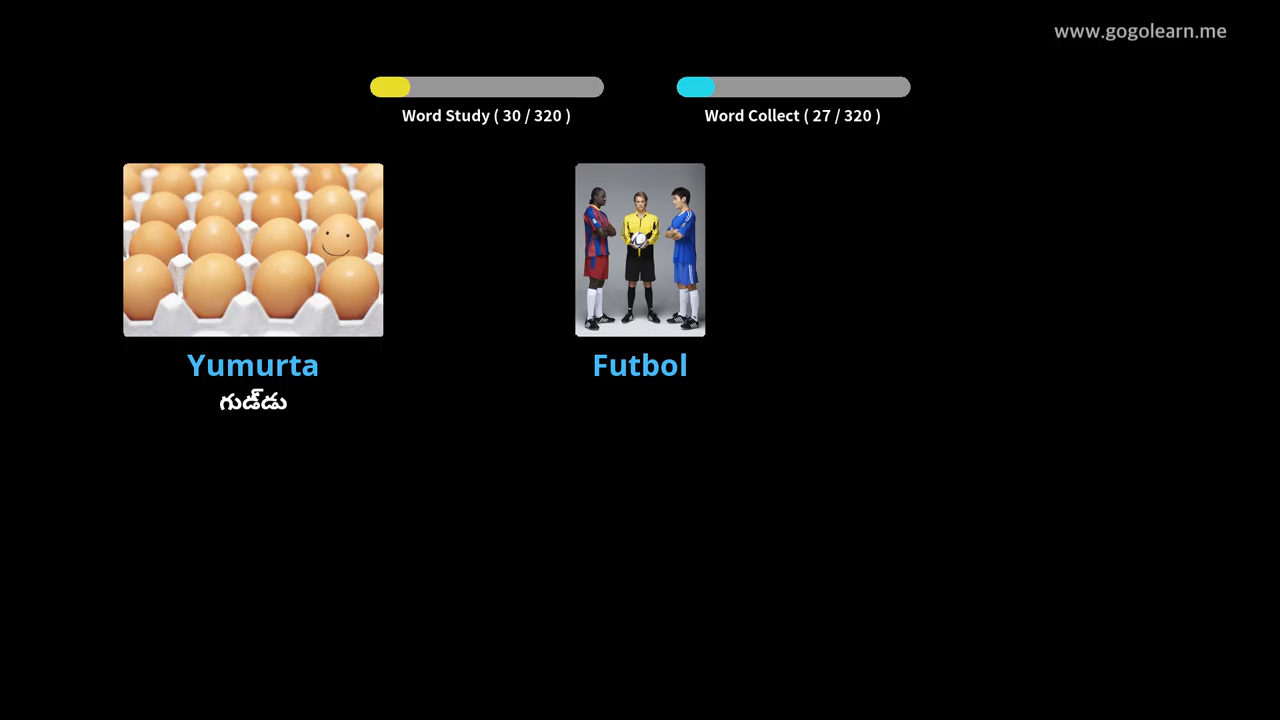 www.gogolearn.me
Word Study ( 30 / 320 )
Word Collect ( 27 / 320 )
Yumurta
గుడ్డు
Futbol